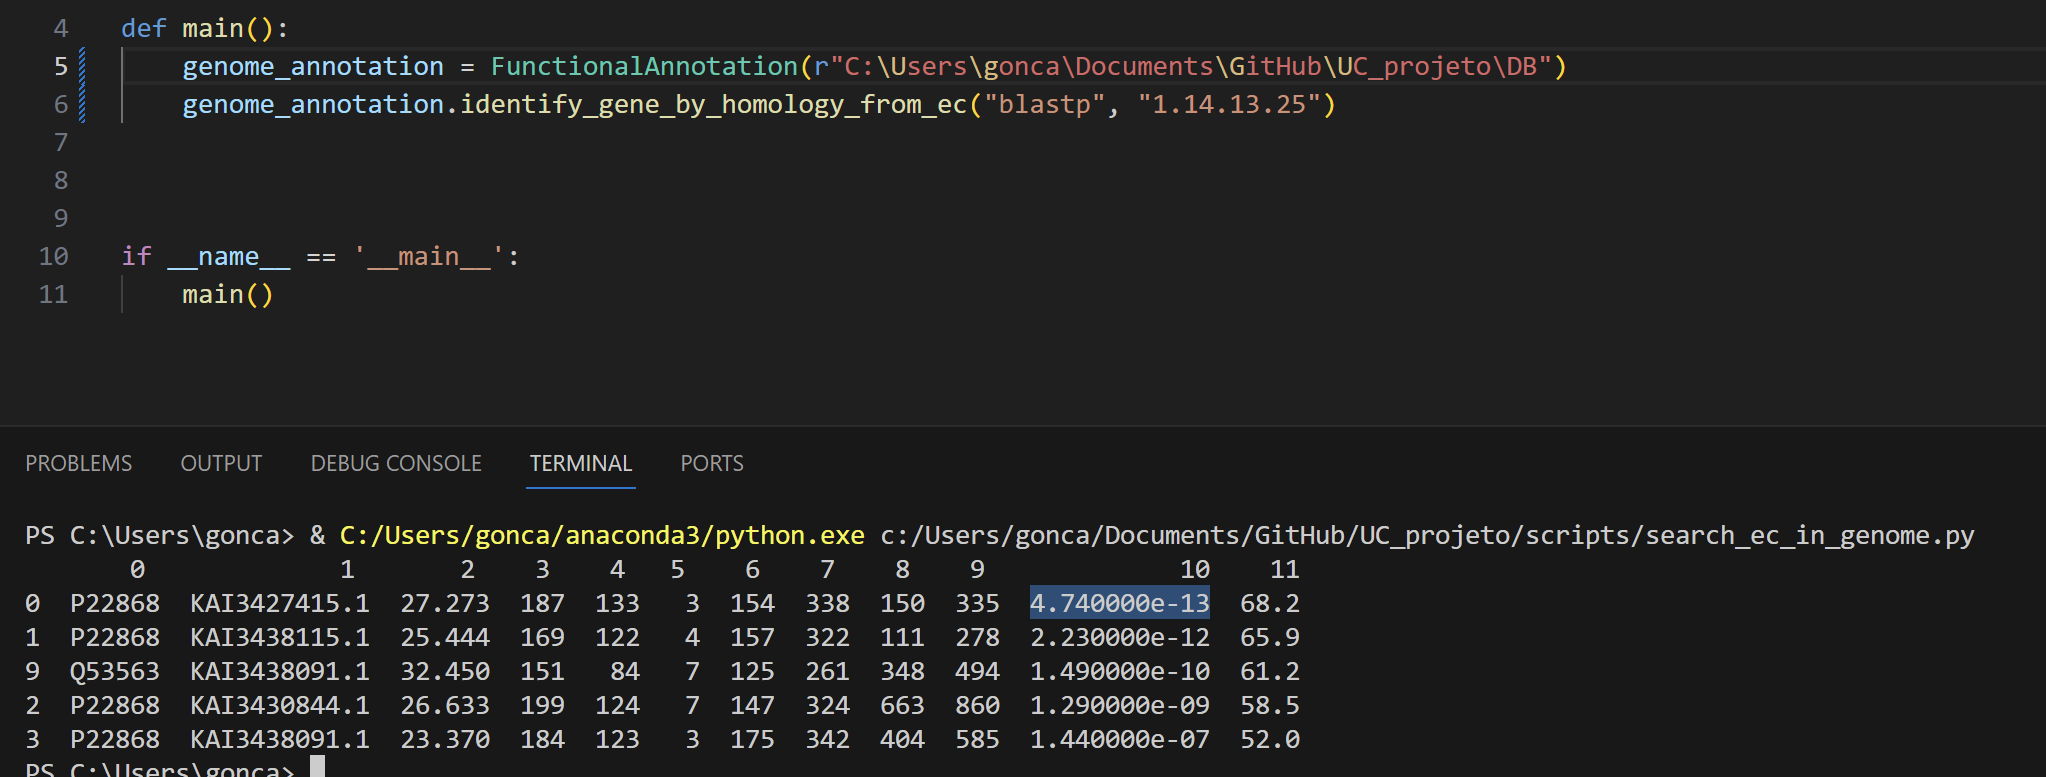 4 def main():
5 genome_annotation = FunctionalAnnotation(r"C:\Users\gonca\Documents\GitHub\UC_projeto\DB")
6 genome_annotation.identify_gene_by_homology_from_ec("blastp", "1.14.13.25")
7
8
9
10 if __name__ == '__main__':
11 main()
PROBLEMS OUTPUT DEBUG CONSOLE TERMINAL PORTS
PS C:\Users\gonca> & C:/Users/gonca/anaconda3/python.exe c:/Users/gonca/Documents/GitHub/UC_projeto/scripts/search_ec_in_genome.py
0 1 2 3 4 5 6 7 8 9 10 11
0 P22868 KAI3427415.1 27.273 187 133 3 154 338 150 335 4.740000e-13 68.2
1 P22868 KAI3438115.1 25.444 169 122 4 157 322 111 278 2.230000e-12 65.9
9 Q53563 KAI3438091.1 32.450 151 84 7 125 261 348 494 1.490000e-10 61.2
2 P22868 KAI3430844.1 26.633 199 124 7 147 324 663 860 1.290000e-09 58.5
3 P22868 KAI3438091.1 23.370 184 123 3 175 342 404 585 1.440000e-07 52.0
PS C:\Users\gonca>